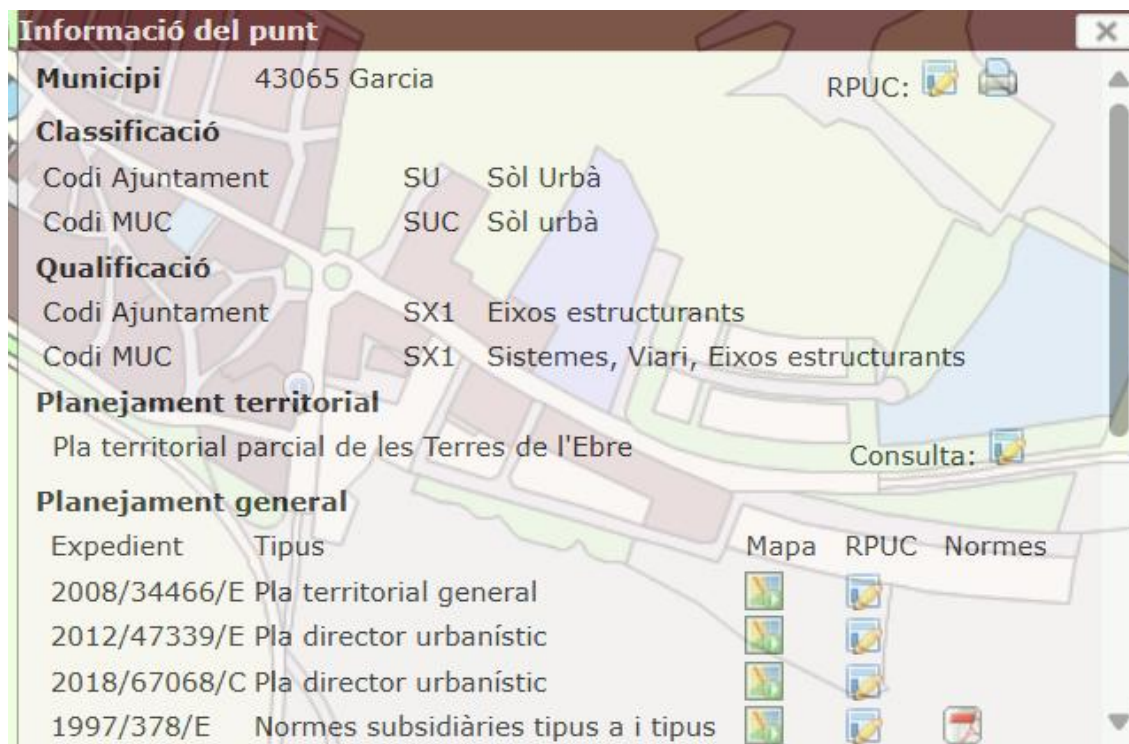 Informació del punt
Municipi 43065 Garcia RPUC:
Classificació
Codi Ajuntament SU Sòl Urbà
Codi MUC SUC Sòl urbà
Qualificació
Codi Ajuntament SX1 Eixos estructurants
Codi MUC SX1 Sistemes, Viari, Eixos estructurants
Planejament territorial
Pla territorial parcial de les Terres de l'Ebre Consulta:
Planejament general
Expedient Tipus Mapa RPUC Normes
2008/34466/E Pla territorial general
2012/47339/E Pla director urbanístic
2018/67068/C Pla director urbanístic
1997/378/E Normes subsidiàries tipus a i tipus